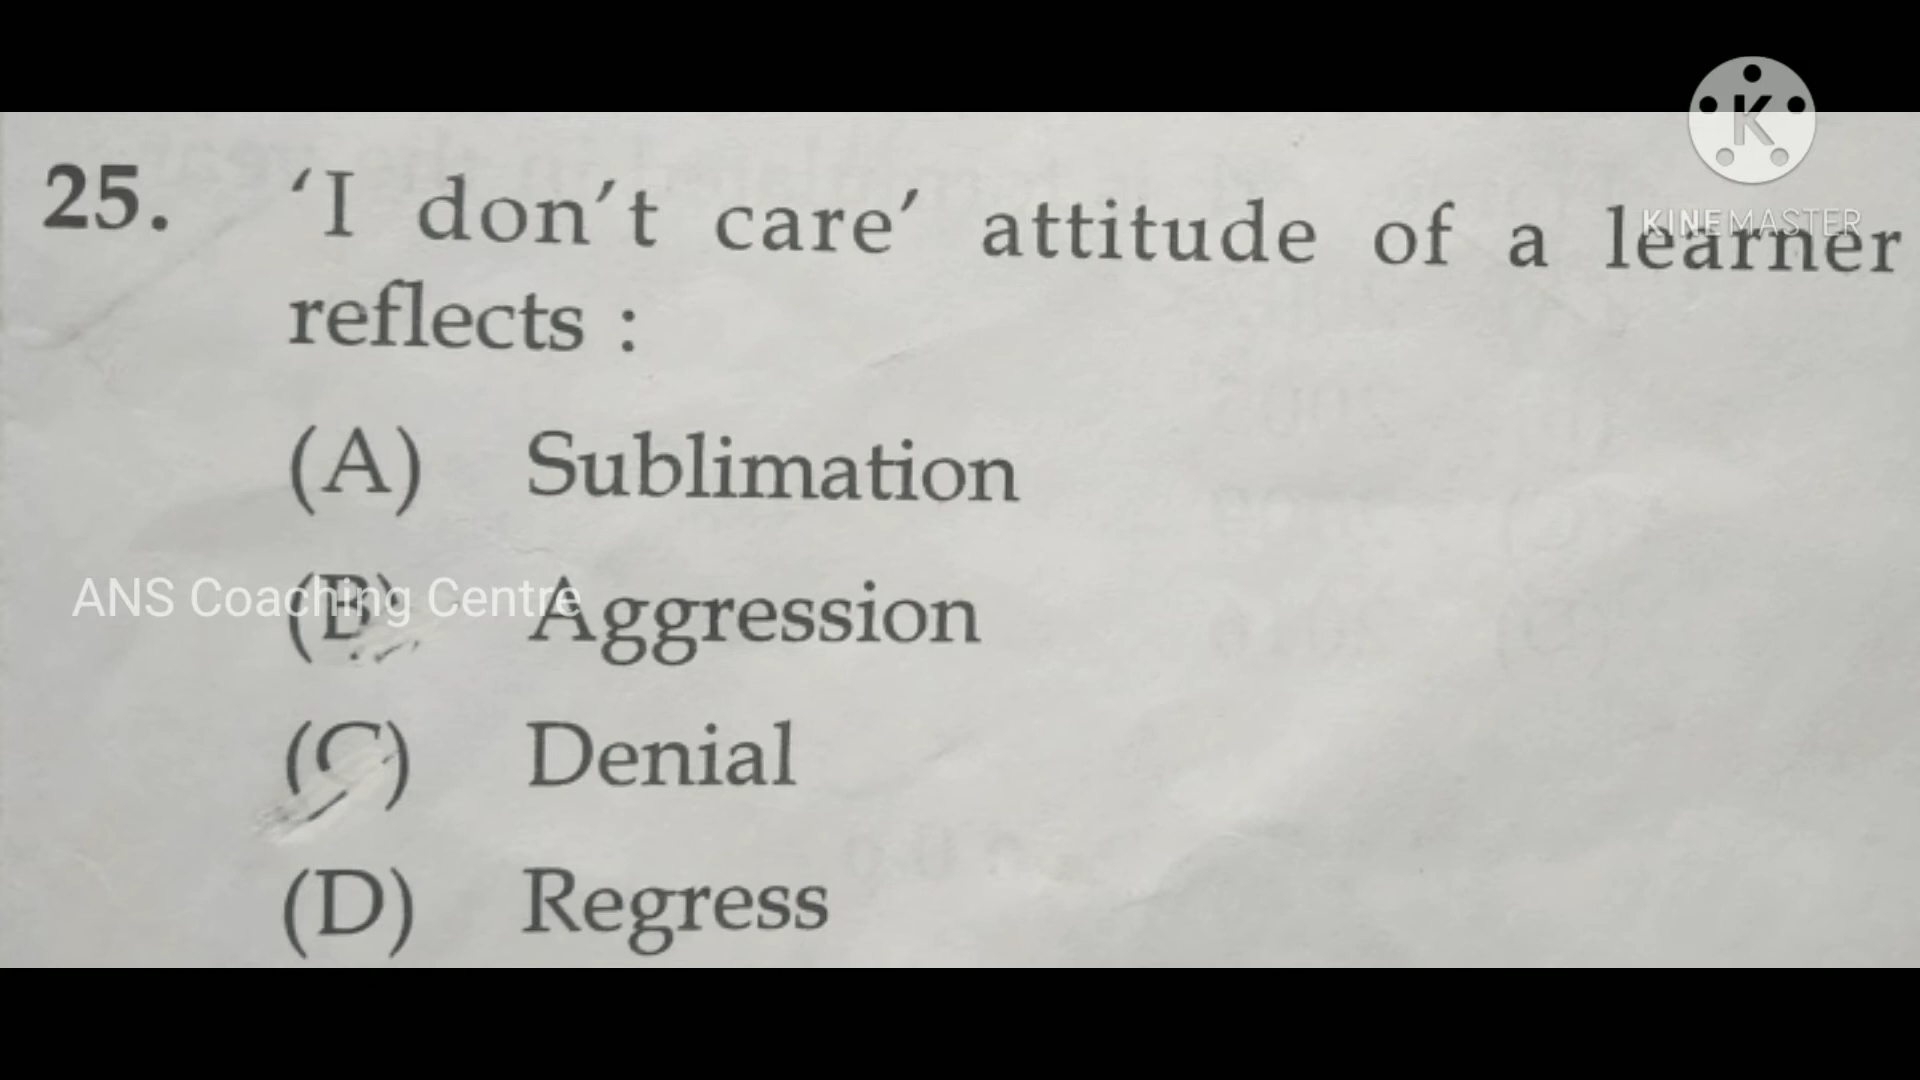 K
KINEMASTER
25. 'I don't care' attitude of a learner
reflects :
(A) Sublimation
ANS Coaching Centre
(B) Aggression
(C) Denial
(D) Regress